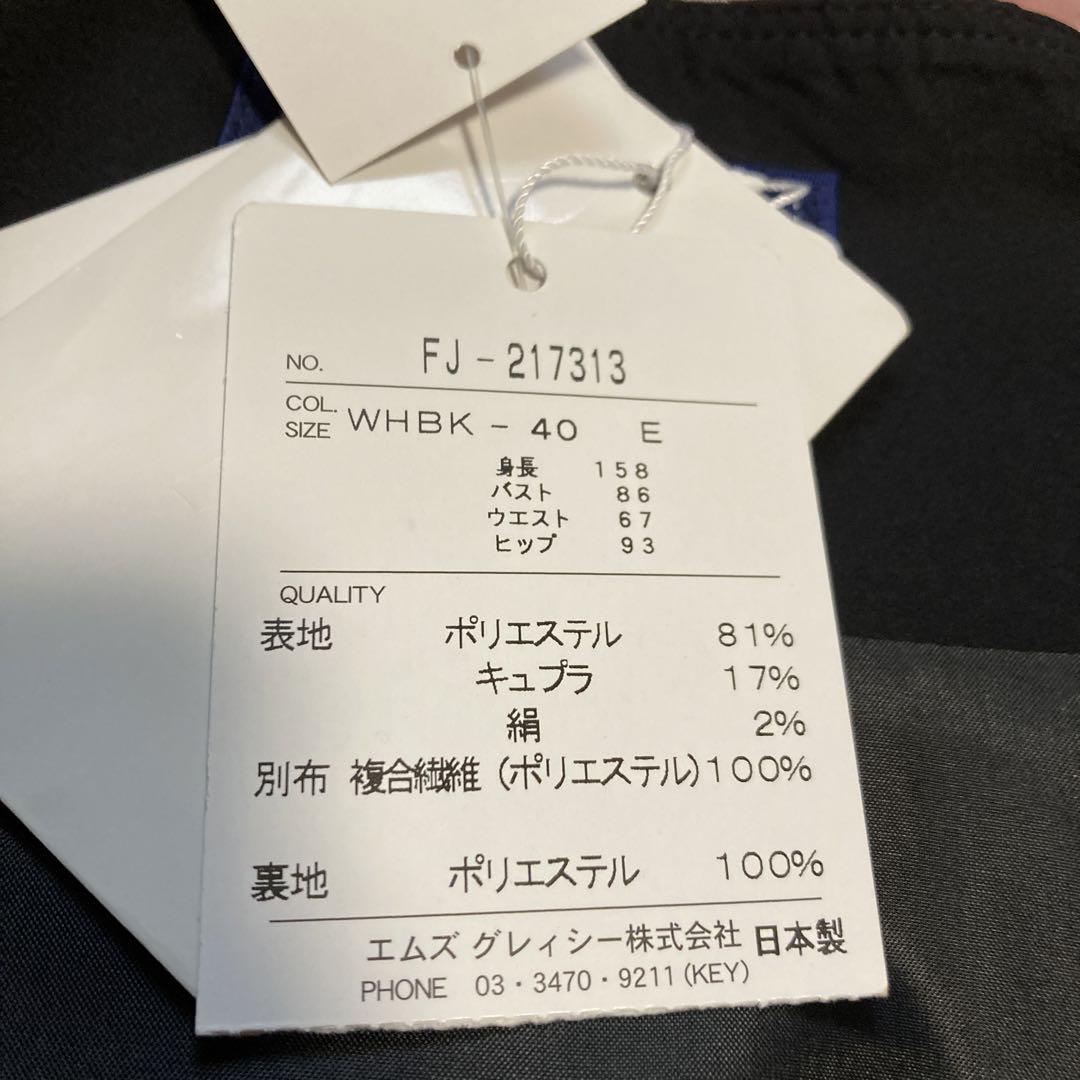 NO. FJ-217313
COL.
SIZE WHBK-40 E
身長 158
バスト 86
ウエスト 67
ヒップ 93
QUALITY
表地 ポリエステル 81%
キュプラ 17%
絹 2%
別布 複合繊維(ポリエステル)100%
裏地 ポリエステル 100%
エムズ グレィシー株式会社 日本製
PHONE 03・3470・9211(KEY)